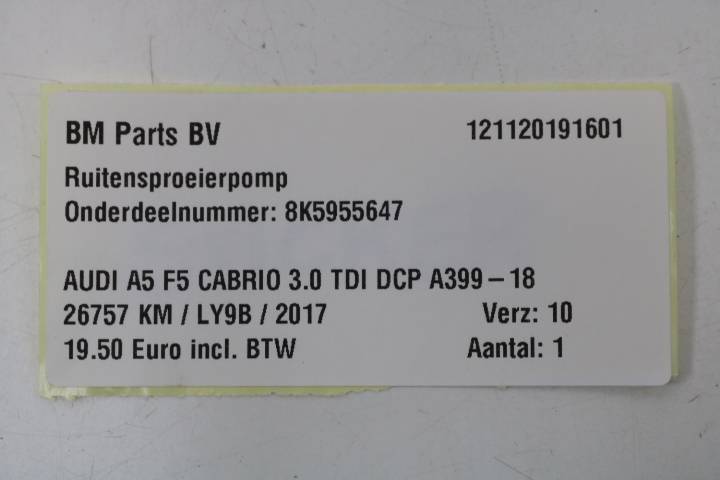 BM Parts BV 121120191601
Ruitensproeierpomp
Onderdeelnummer: 8K5955647
AUDI A5 F5 CABRIO 3.0 TDI DCP A399 – 18
26757 KM / LY9B / 2017 Verz: 10
19.50 Euro incl. BTW Aantal: 1